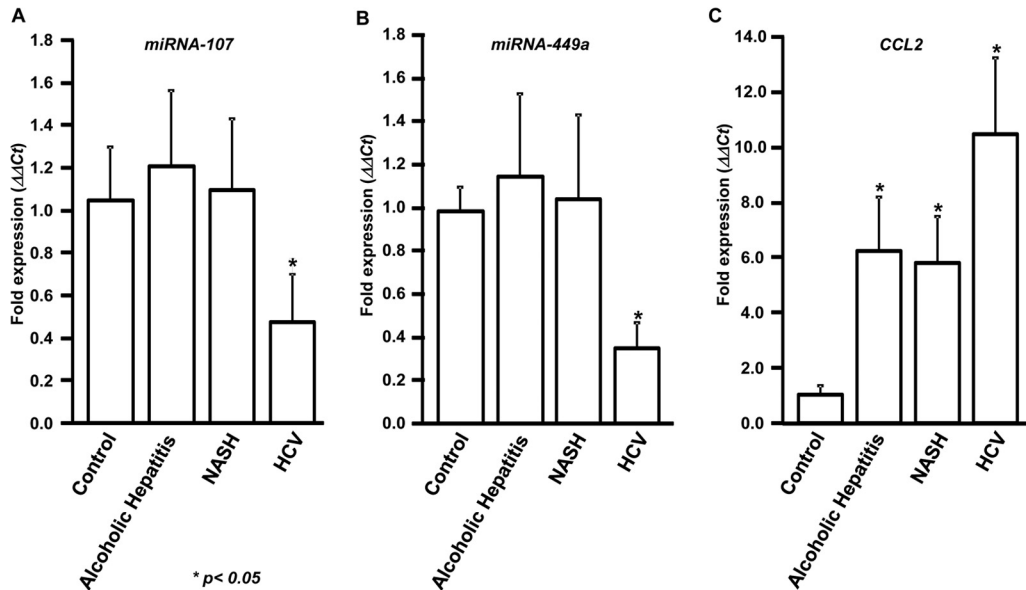 A
miRNA-107
Fold expression (ΔΔCt)
1.8
1.6
1.4
1.2
1.0
0.8
0.6
0.4
0.2
0.0
*
Control
Alcoholic Hepatitis
NASH
HCV
* p< 0.05
B
miRNA-449a
Fold expression (ΔΔCt)
1.8
1.6
1.4
1.2
1.0
0.8
0.6
0.4
0.2
0.0
*
Control
Alcoholic Hepatitis
NASH
HCV
C
CCL2
Fold expression (ΔΔCt)
14.0
12.0
10.0
8.0
6.0
4.0
2.0
0.0
*
*
*
Control
Alcoholic Hepatitis
NASH
HCV